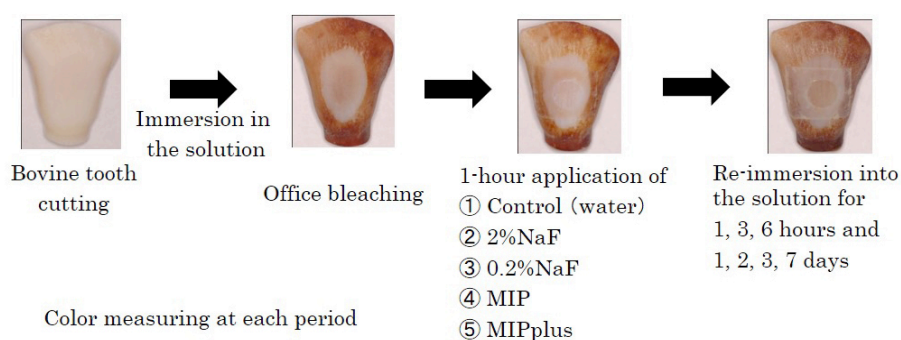 Bovine tooth
cutting
Immersion in
the solution
Office bleaching
1-hour application of
① Control (water)
② 2%NaF
③ 0.2%NaF
④ MIP
⑤ MIPplus
Re-immersion into
the solution for
1, 3, 6 hours and
1, 2, 3, 7 days
Color measuring at each period